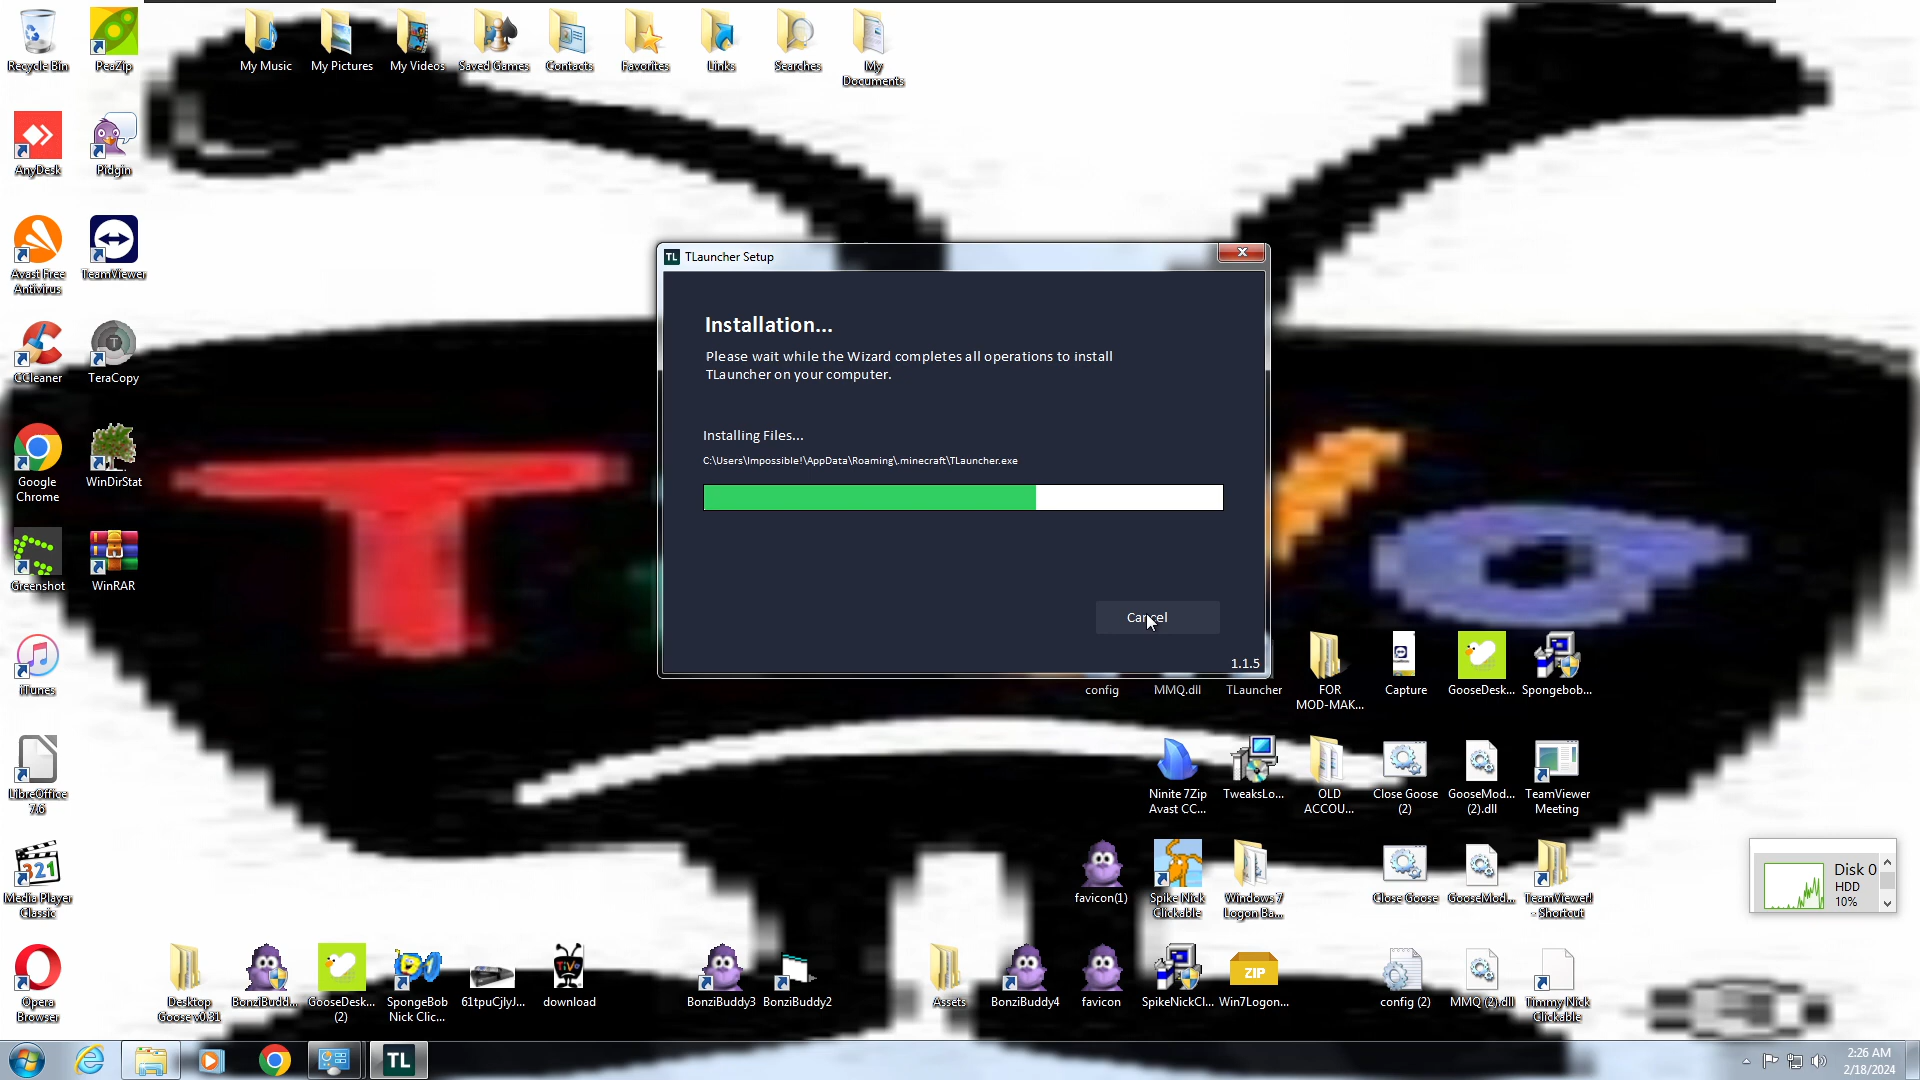 Recycle Bin
PeaZip
My Music
My Pictures
My Videos
Saved Games
Contacts
Favorites
Links
Searches
My
Documents
AnyDesk
Pidgin
Avast Free
Antivirus
TeamViewer
CCleaner
TeraCopy
Google
Chrome
WinDirStat
Greenshot
WinRAR
iTunes
LibreOffice
7.6
Media Player
Classic
Opera
Browser
TL TLauncher Setup
Installation...
Please wait while the Wizard completes all operations to install
TLauncher on your computer.
Installing Files...
C:\Users\Impossible!\AppData\Roaming\.minecraft\TLauncher.exe
Cancel
1.1.5
config
MMQ.dll
TLauncher
FOR
MOD-MAK...
Capture
GooseDesk...
Spongebob...
Ninite 7Zip
Avast CC...
TweaksLo...
OLD
ACCOU...
Close Goose
(2)
GooseMod...
(2).dll
TeamViewer
Meeting
favicon(1)
Spike Nick
Clickable
Windows 7
Logon Ba...
Close Goose
GooseMod...
TeamViewer!
- Shortcut
Disk 0
HDD
10%
Desktop
Goose v0.31
BonziBudd...
GooseDesk...
(2)
SpongeBob
Nick Clic...
61tpuCjlyJ...
TiVo
download
BonziBuddy3
BonziBuddy2
Assets
BonziBuddy4
favicon
SpikeNickCl...
ZIP
Win7Logon...
config (2)
MMQ (2).dll
Timmy Nick
Clickable
321
TL
2:26 AM
2/18/2024